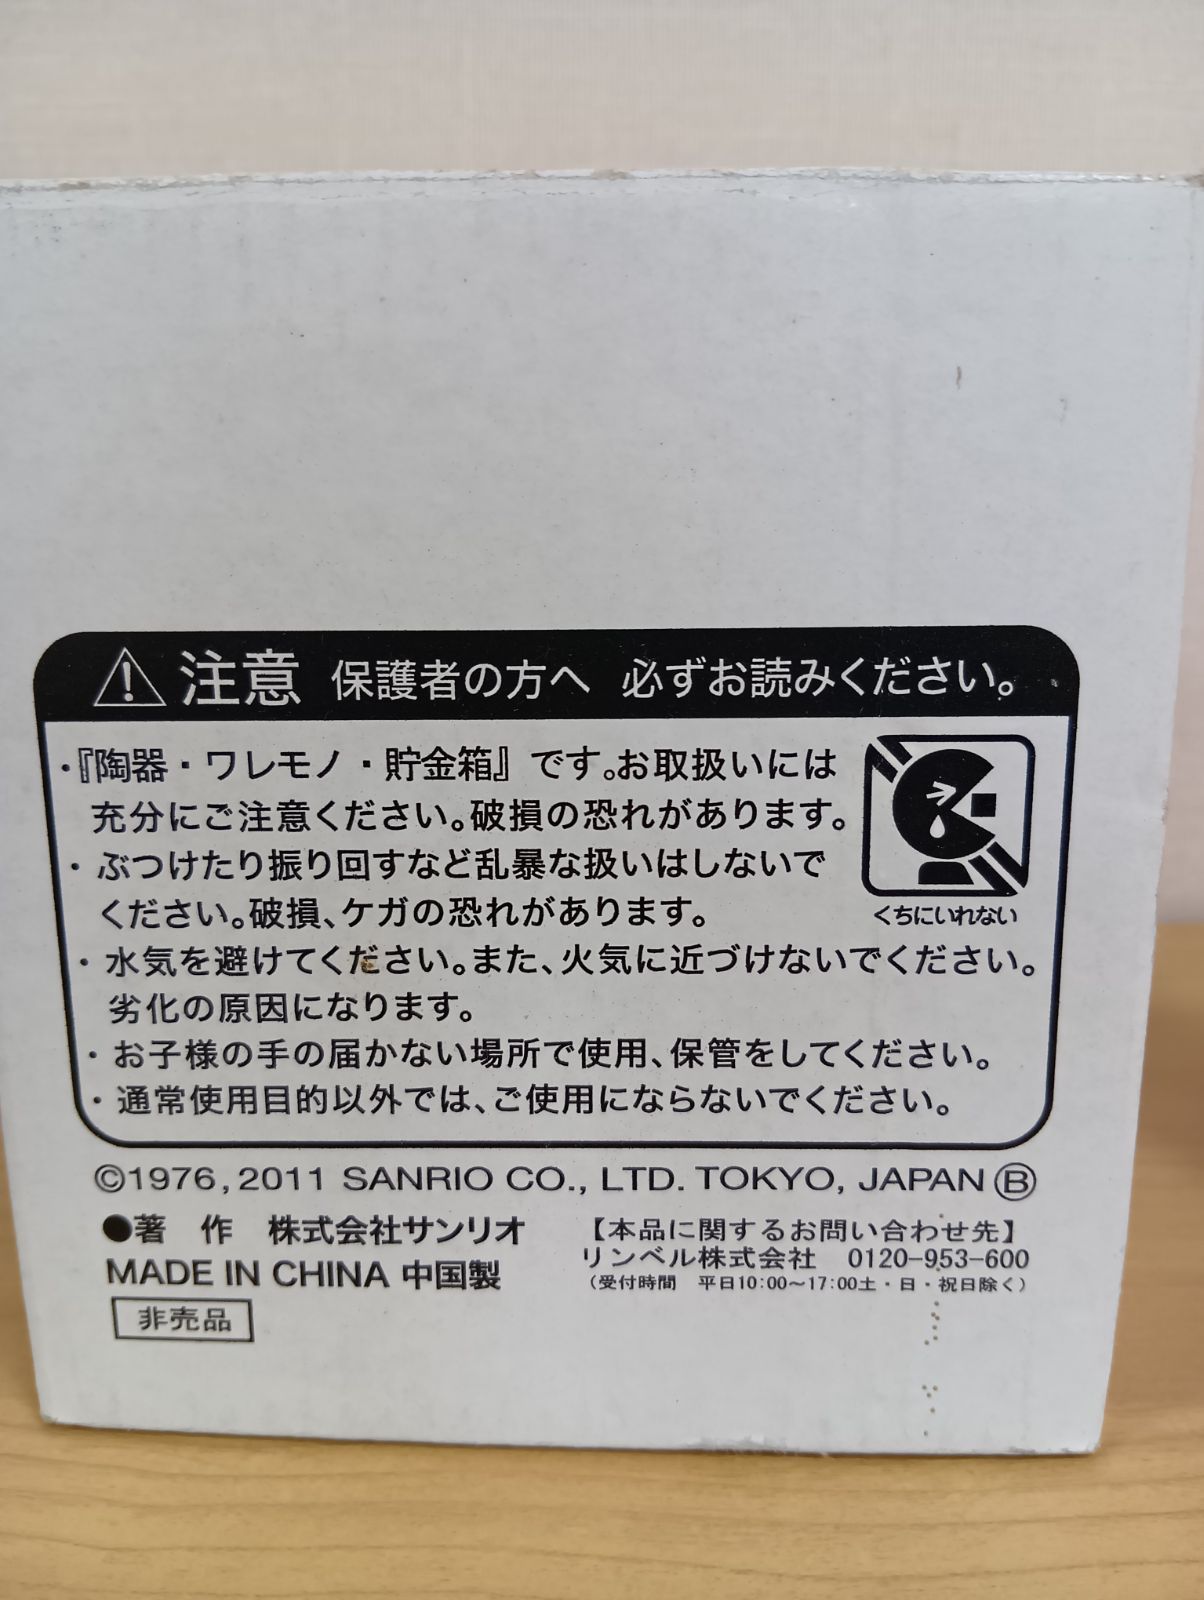 注意 保護者の方へ 必ずお読みください。
・『陶器・ワレモノ・貯金箱』です。お取扱いには
充分にご注意ください。破損の恐れがあります。
・ぶつけたり振り回すなど乱暴な扱いはしないで
ください。破損、ケガの恐れがあります。
くちにいれない
・水気を避けてください。また、火気に近づけないでください。
劣化の原因になります。
・お子様の手の届かない場所で使用、保管をしてください。
・通常使用目的以外では、ご使用にならないでください。
©1976, 2011 SANRIO CO., LTD. TOKYO, JAPAN Ⓑ
●著 作 株式会社サンリオ
MADE IN CHINA 中国製
非売品
【本品に関するお問い合わせ先】
リンベル株式会社 0120-953-600
（受付時間 平日10:00～17:00土・日・祝日除く）